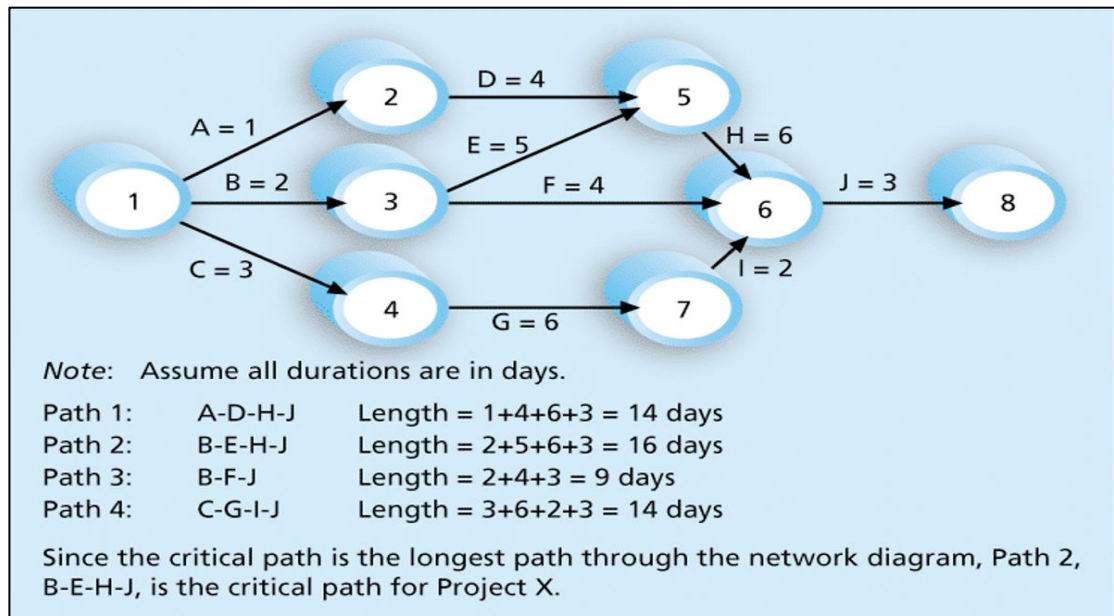 2
D = 4
5
A = 1
E = 5
H = 6
1
B = 2
3
F = 4
6
J = 3
8
C = 3
I = 2
4
G = 6
7
Note: Assume all durations are in days.
Path 1: A-D-H-J Length = 1+4+6+3 = 14 days
Path 2: B-E-H-J Length = 2+5+6+3 = 16 days
Path 3: B-F-J Length = 2+4+3 = 9 days
Path 4: C-G-I-J Length = 3+6+2+3 = 14 days
Since the critical path is the longest path through the network diagram, Path 2,
B-E-H-J, is the critical path for Project X.